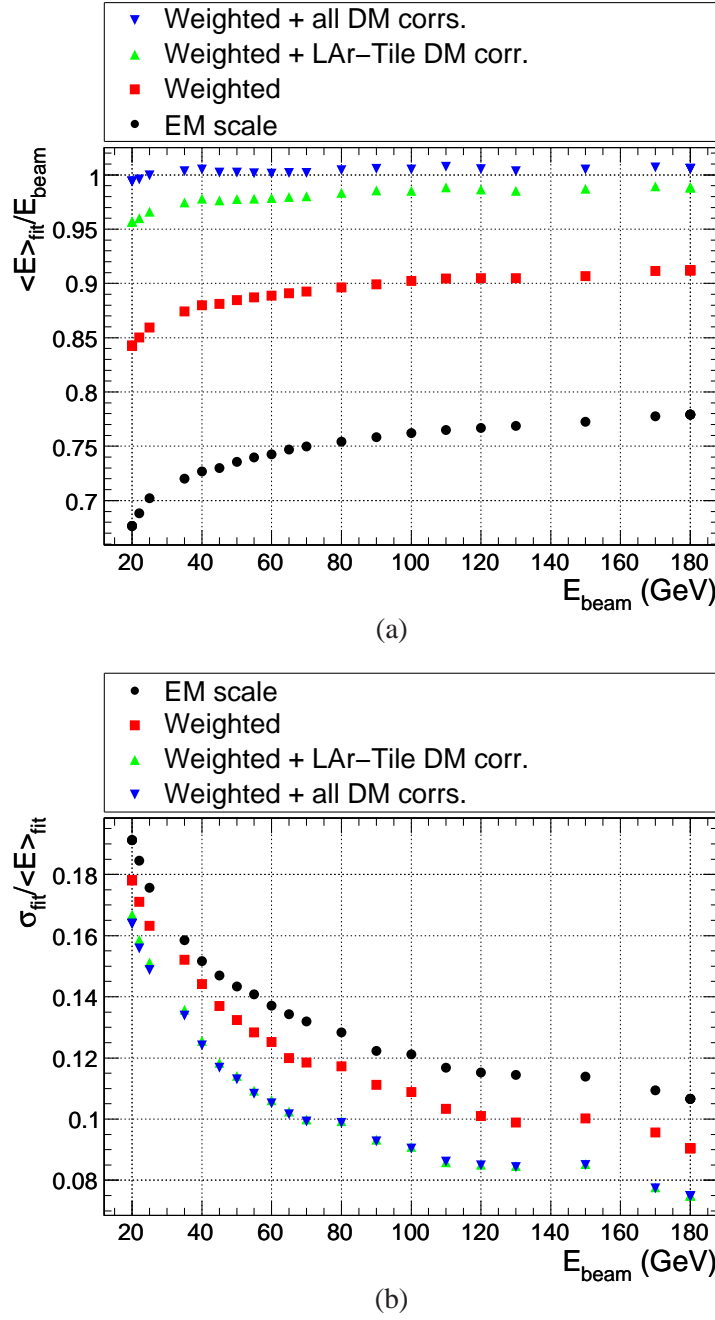 Weighted + all DM corrs.
Weighted + LAr−Tile DM corr.
Weighted
EM scale
<E>fit/Ebeam
1
0.95
0.9
0.85
0.8
0.75
0.7
20 40 60 80 100 120 140 160 180
Ebeam (GeV)
(a)
EM scale
Weighted
Weighted + LAr−Tile DM corr.
Weighted + all DM corrs.
σfit/<E>fit
0.18
0.16
0.14
0.12
0.1
0.08
20 40 60 80 100 120 140 160 180
Ebeam (GeV)
(b)